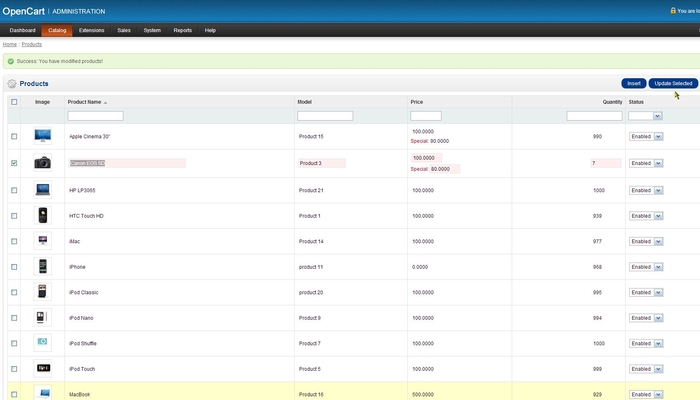 OpenCart | ADMINISTRATION
You are lo
Dashboard Catalog Extensions Sales System Reports Help
Home : Products
Success: You have modified products!
Products
Insert Update Selected
Image Product Name Model Price Quantity Status
Apple Cinema 30" Product 15 100.0000 Special: 90.0000 990 Enabled
Canon EOS 5D Product 3 100.0000 Special: 80.0000 7 Enabled
HP LP3065 Product 21 100.0000 1000 Enabled
HTC Touch HD Product 1 100.0000 939 Enabled
iMac Product 14 100.0000 977 Enabled
iPhone product 11 0.0000 968 Enabled
iPod Classic product 20 100.0000 995 Enabled
iPod Nano Product 9 100.0000 994 Enabled
iPod Shuffle Product 7 100.0000 1000 Enabled
iPod Touch Product 5 100.0000 999 Enabled
MacBook Product 16 500.0000 929 Enabled